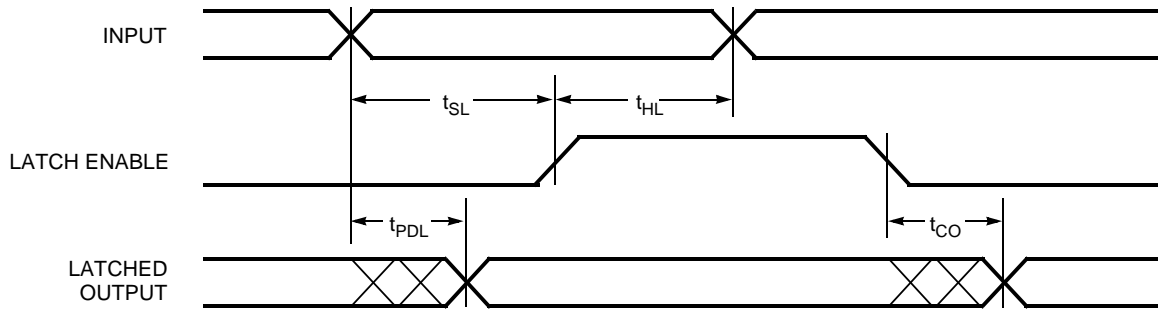 INPUT
tSL
tHL
LATCH ENABLE
tPDL
tCO
LATCHED
OUTPUT